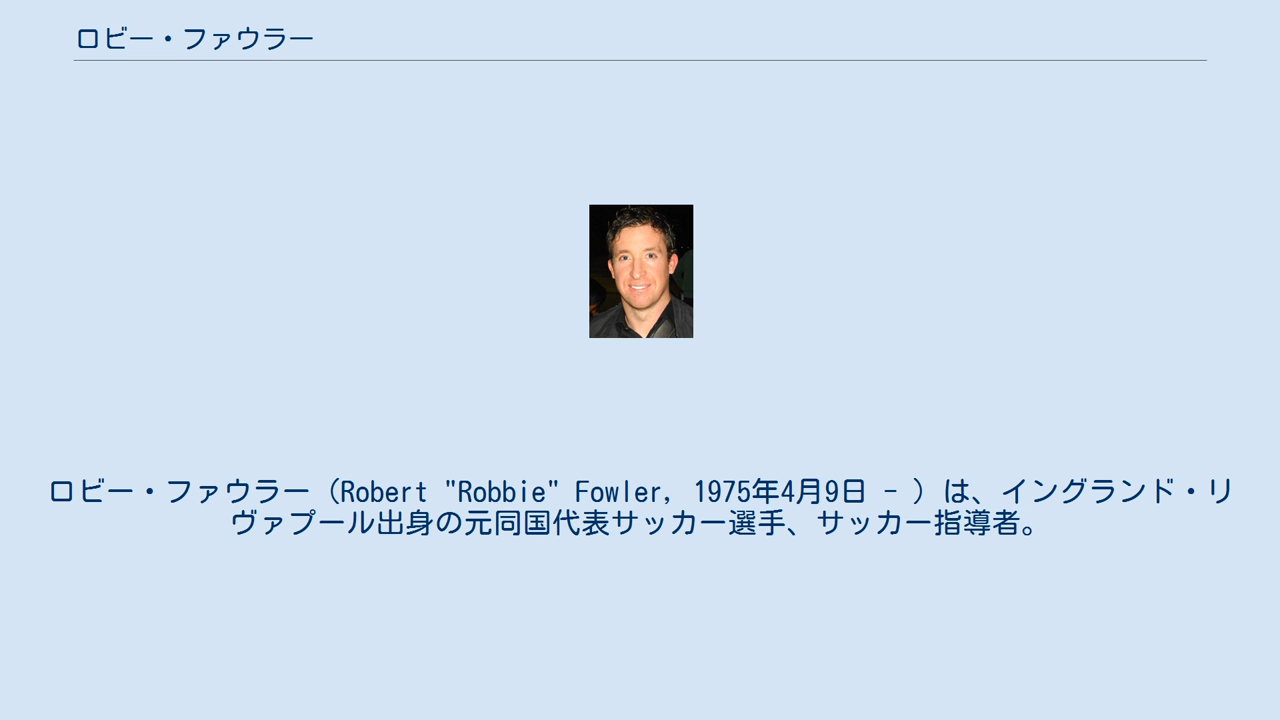 ロビー・ファウラー
ロビー・ファウラー（Robert "Robbie" Fowler, 1975年4月9日 - ）は、イングランド・リ
ヴァプール出身の元同国代表サッカー選手、サッカー指導者。